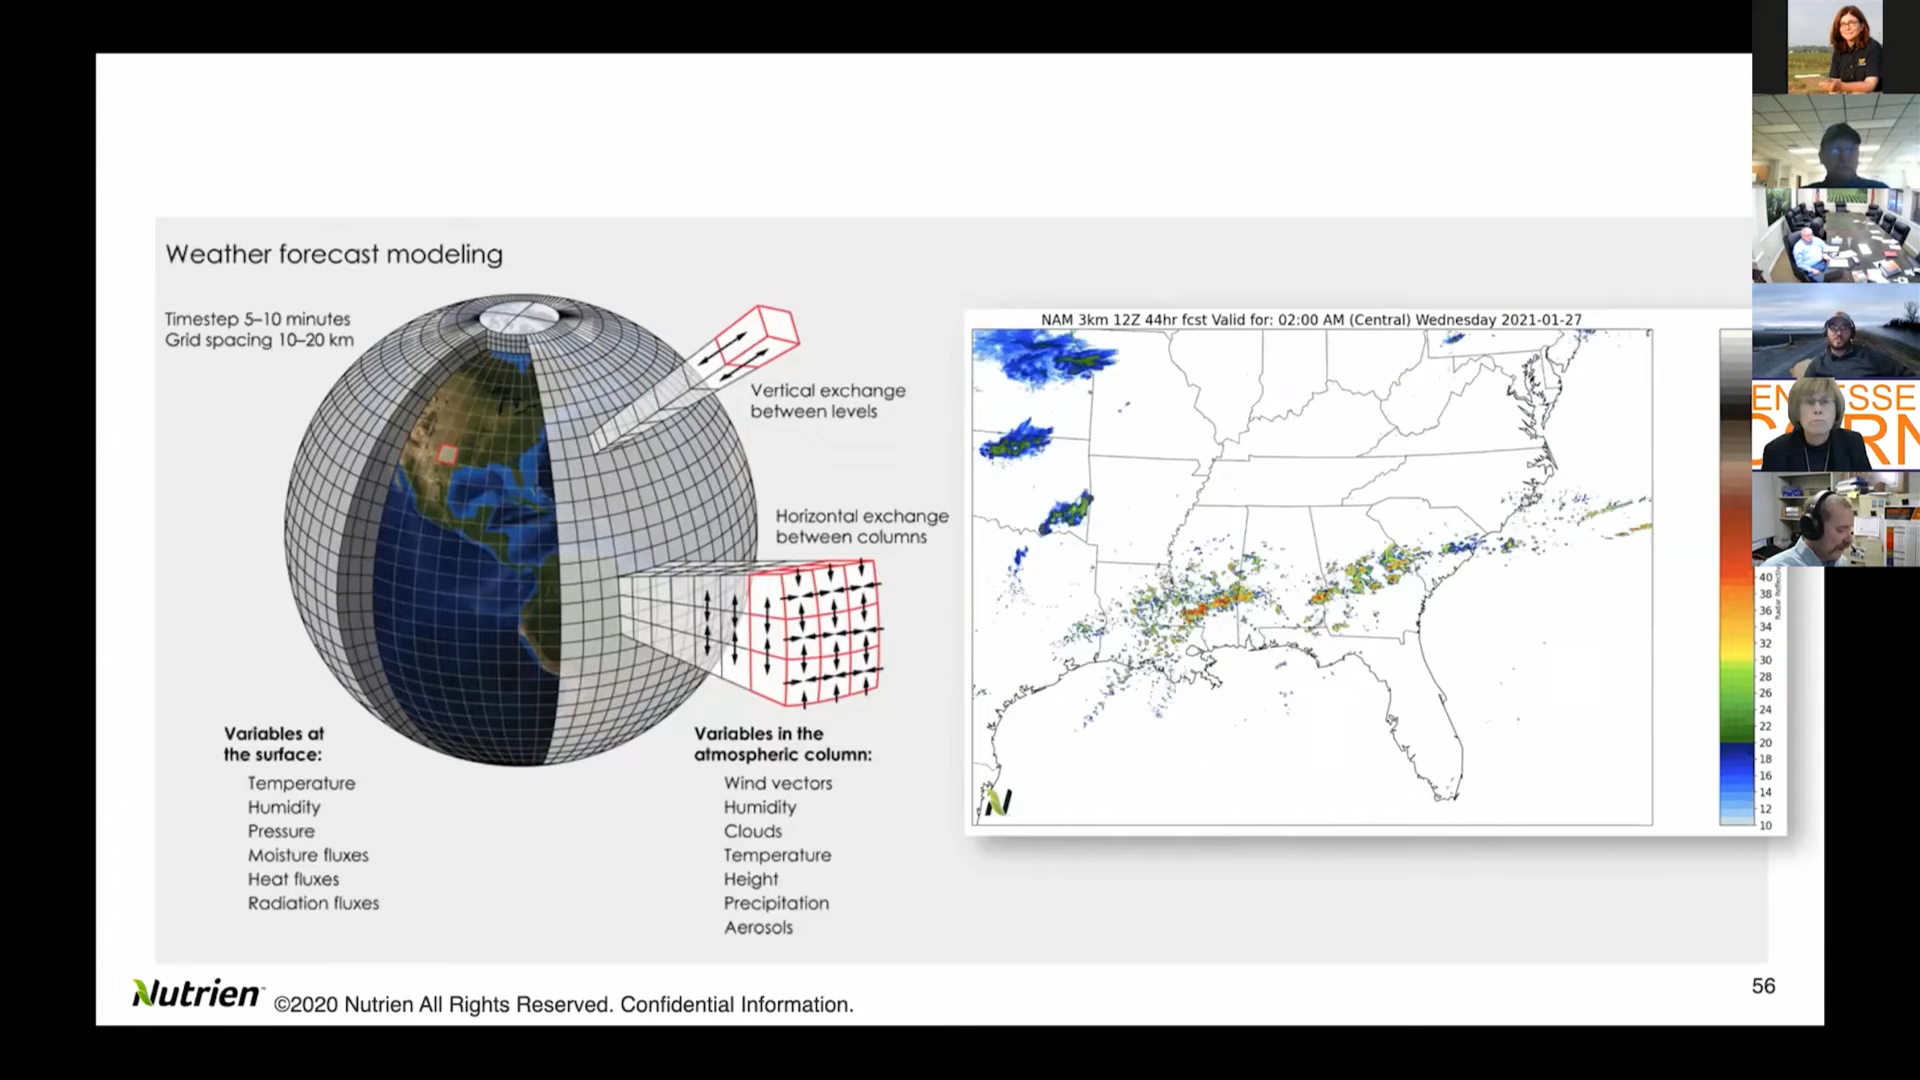 Weather forecast modeling
Timestep 5–10 minutes
Grid spacing 10–20 km
Vertical exchange
between levels
Horizontal exchange
between columns
Variables at
the surface:
Temperature
Humidity
Pressure
Moisture fluxes
Heat fluxes
Radiation fluxes
Variables in the
atmospheric column:
Wind vectors
Humidity
Clouds
Temperature
Height
Precipitation
Aerosols
NAM 3km 12Z 44hr fcst Valid for: 02:00 AM (Central) Wednesday 2021-01-27
40
38
36
34
32
30
28
26
24
22
20
18
16
14
12
10
Nutrien
©2020 Nutrien All Rights Reserved. Confidential Information.
56